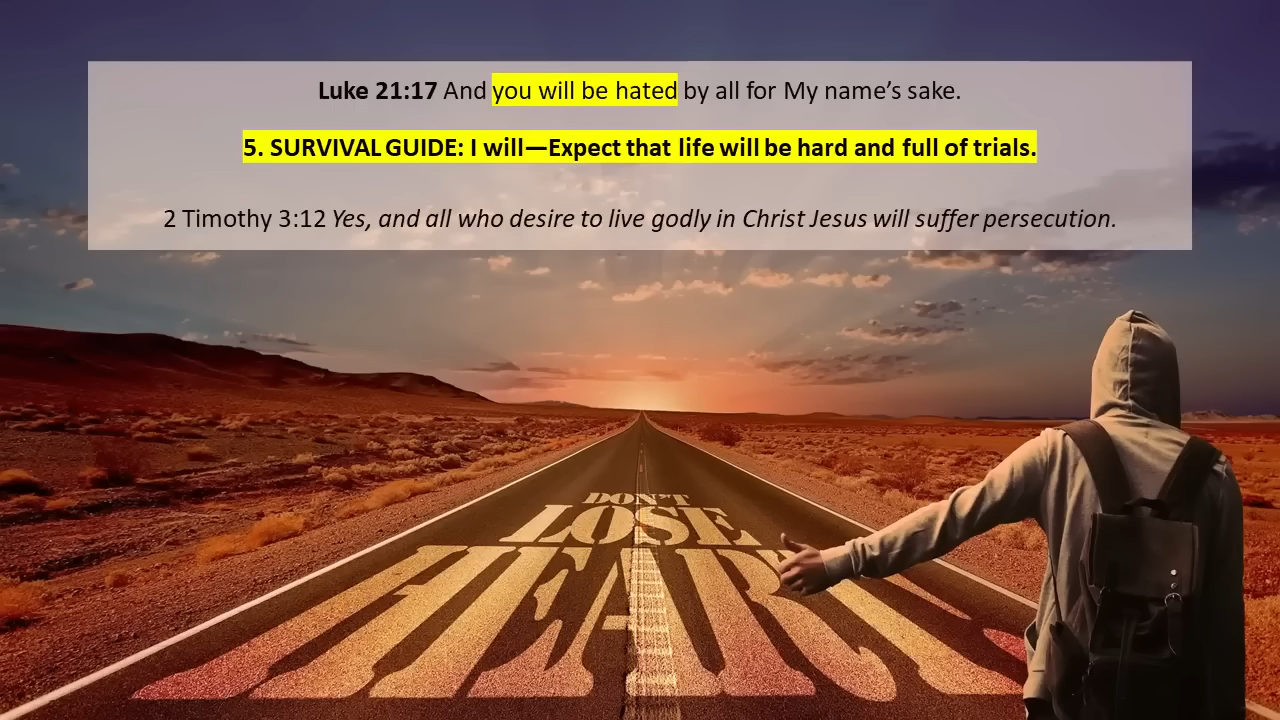 Luke 21:17 And you will be hated by all for My name’s sake.
5. SURVIVAL GUIDE: I will—Expect that life will be hard and full of trials.
2 Timothy 3:12 Yes, and all who desire to live godly in Christ Jesus will suffer persecution.
DON'T
LOSE
HEART!